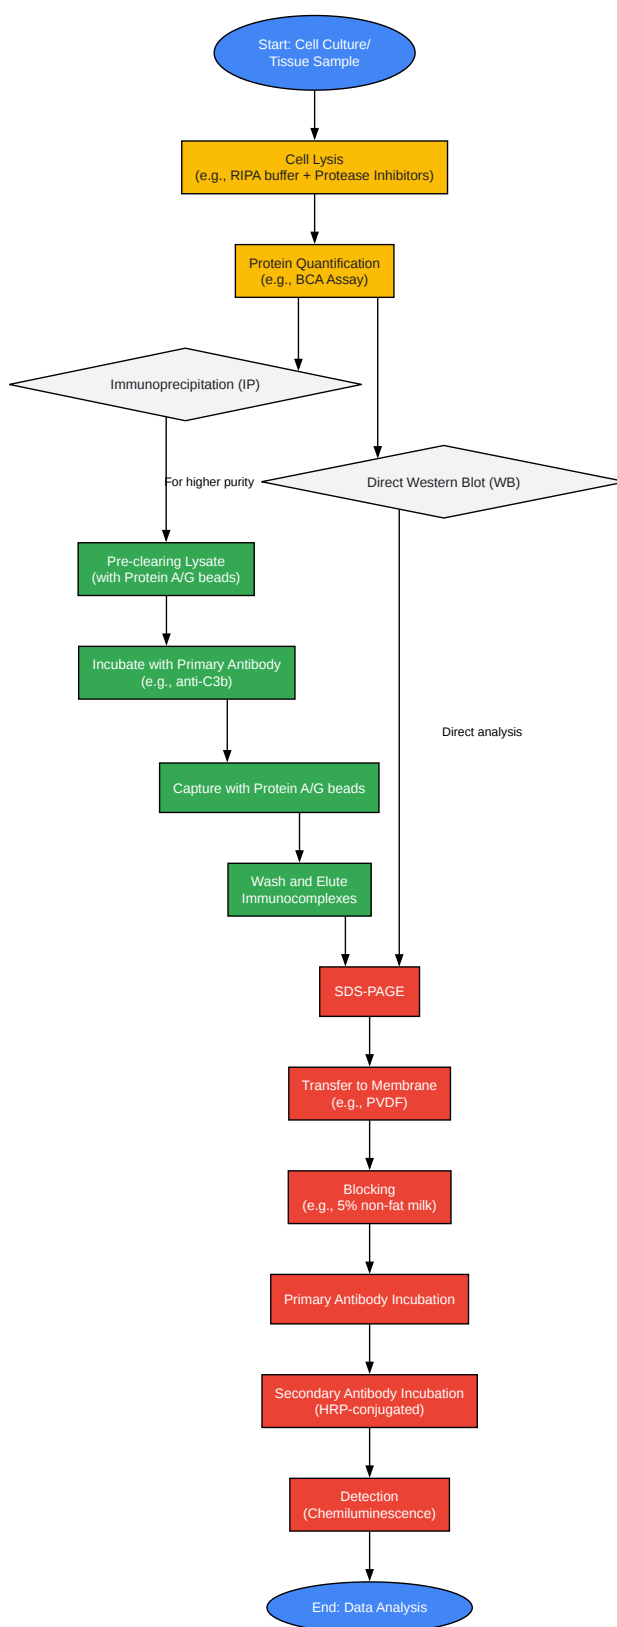 Start: Cell Culture/
Tissue Sample
Cell Lysis
(e.g., RIPA buffer + Protease Inhibitors)
Protein Quantification
(e.g., BCA Assay)
Immunoprecipitation (IP)
For higher purity
Direct Western Blot (WB)
Pre-clearing Lysate
(with Protein A/G beads)
Incubate with Primary Antibody
(e.g., anti-C3b)
Direct analysis
Capture with Protein A/G beads
Wash and Elute
Immunocomplexes
SDS-PAGE
Transfer to Membrane
(e.g., PVDF)
Blocking
(e.g., 5% non-fat milk)
Primary Antibody Incubation
Secondary Antibody Incubation
(HRP-conjugated)
Detection
(Chemiluminescence)
End: Data Analysis